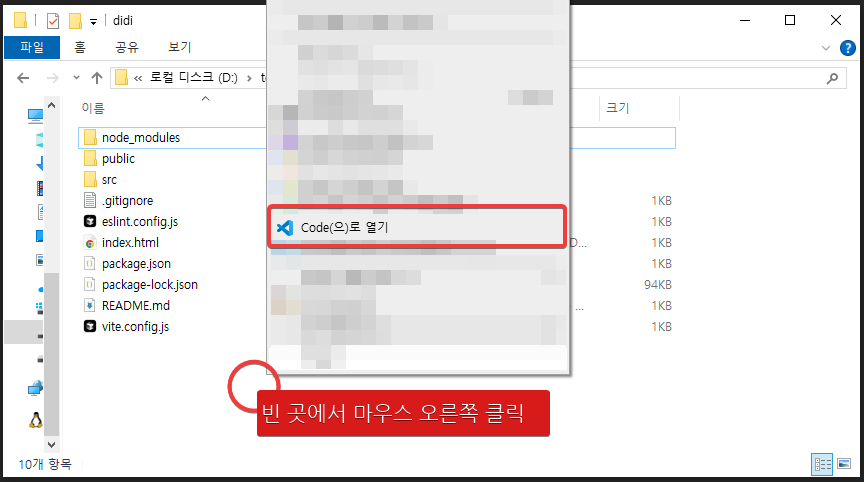 didi
파일 홈 공유 보기
« 로컬 디스크 (D:) ›
이름 크기
node_modules
public
src
.gitignore 1KB
eslint.config.js 1KB
Code(으)로 열기
index.html D... 1KB
package.json 1KB
package-lock.json 94KB
README.md ... 1KB
vite.config.js 1KB
빈 곳에서 마우스 오른쪽 클릭
10개 항목